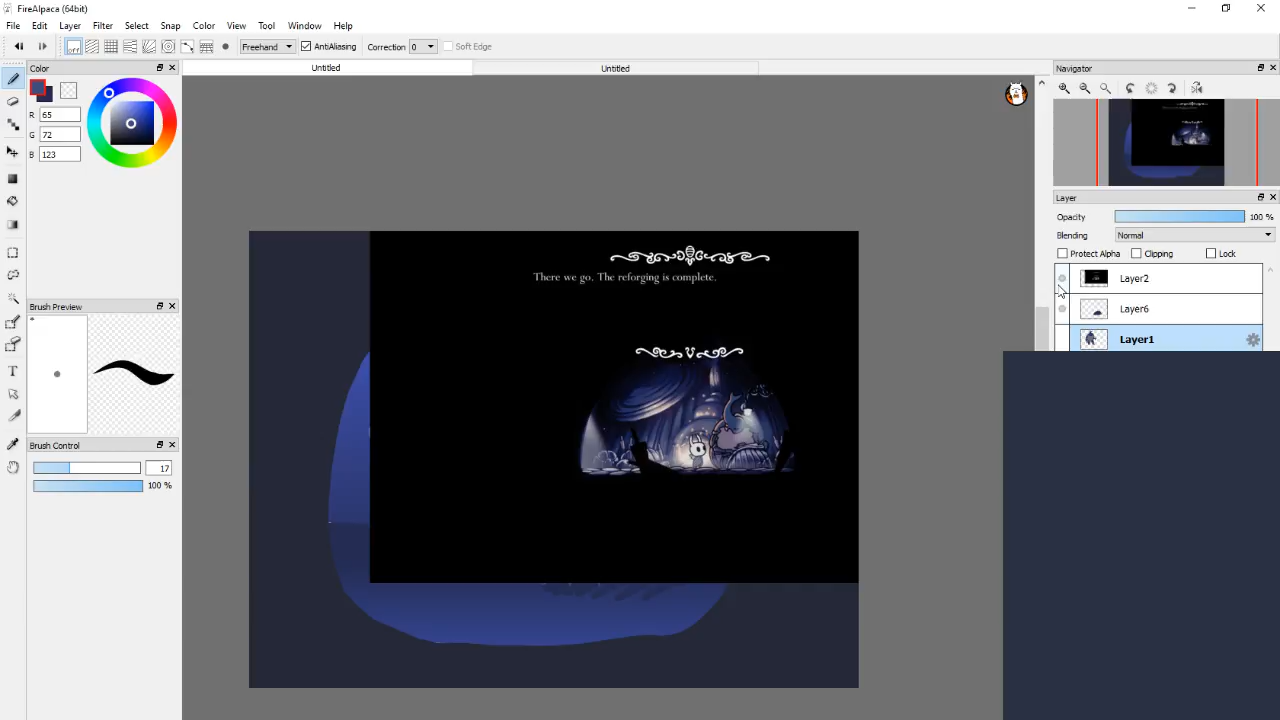 FireAlpaca (64bit)
File Edit Layer Filter Select Snap Color View Tool Window Help
off Freehand AntiAliasing Correction 0 Soft Edge
Color
Untitled Untitled
Navigator
R 65
G 72
B 123
Layer
Opacity 100 %
Blending Normal
Protect Alpha Clipping Lock
There we go. The reforging is complete.
Layer2
Brush Preview
Layer6
Layer1
Brush Control
17
100 %